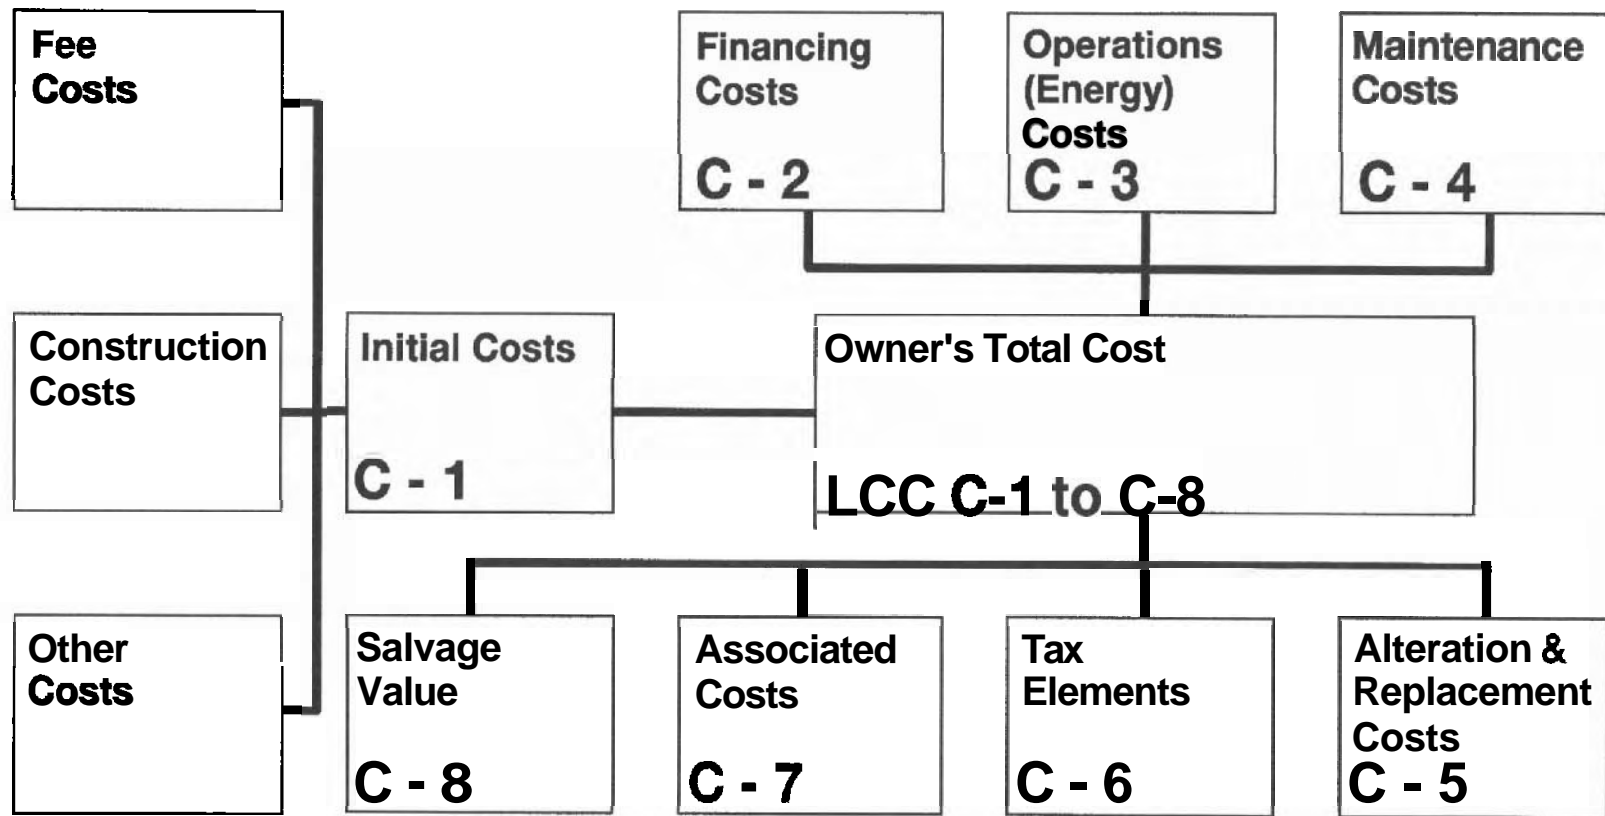 Fee
Costs
Financing
Costs
C - 2
Operations
(Energy)
Costs
C - 3
Maintenance
Costs
C - 4
Construction
Costs
Initial Costs
C - 1
Owner's Total Cost
LCC C-1 to C-8
Other
Costs
Salvage
Value
C - 8
Associated
Costs
C - 7
Tax
Elements
C - 6
Alteration &
Replacement
Costs
C - 5